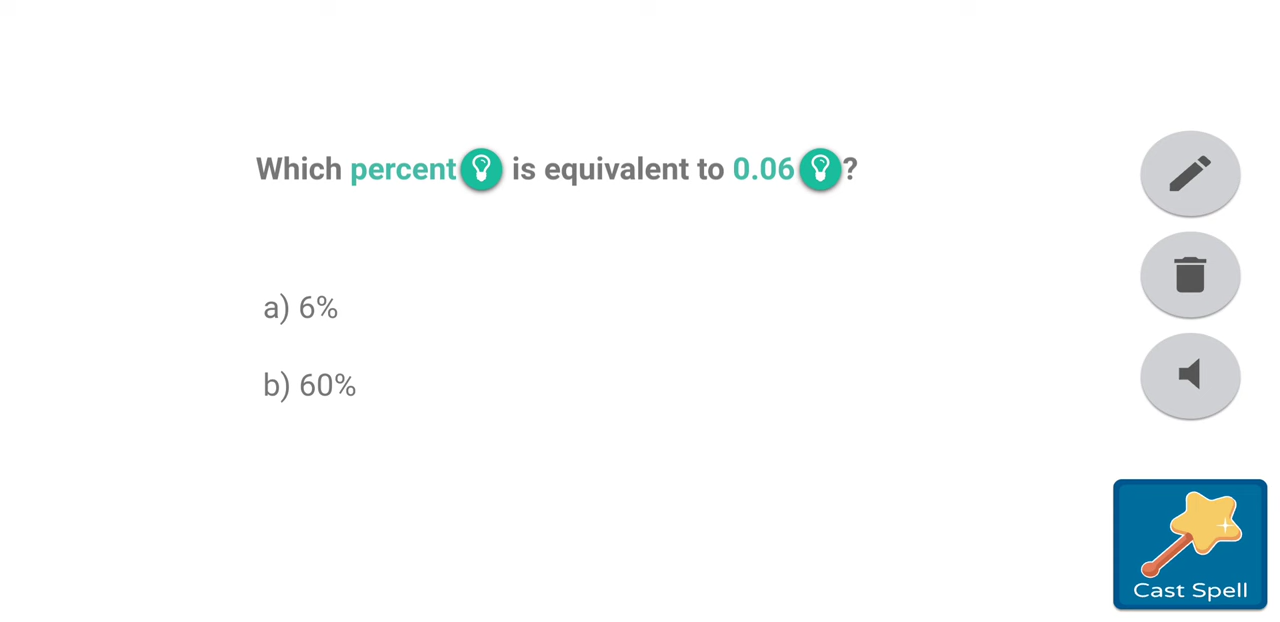 Which percent is equivalent to 0.06 ?
a) 6%
b) 60%
Cast Spell